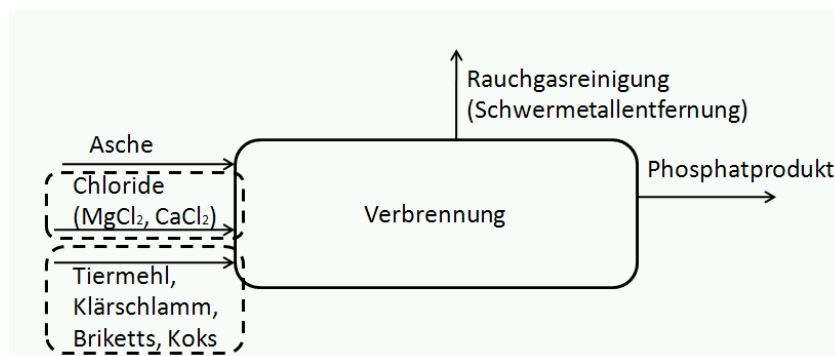 Rauchgasreinigung
(Schwermetallentfernung)
Asche
Chloride
(MgCl₂, CaCl₂)
Verbrennung
Phosphatprodukt
Tiermehl,
Klärschlamm,
Briketts, Koks